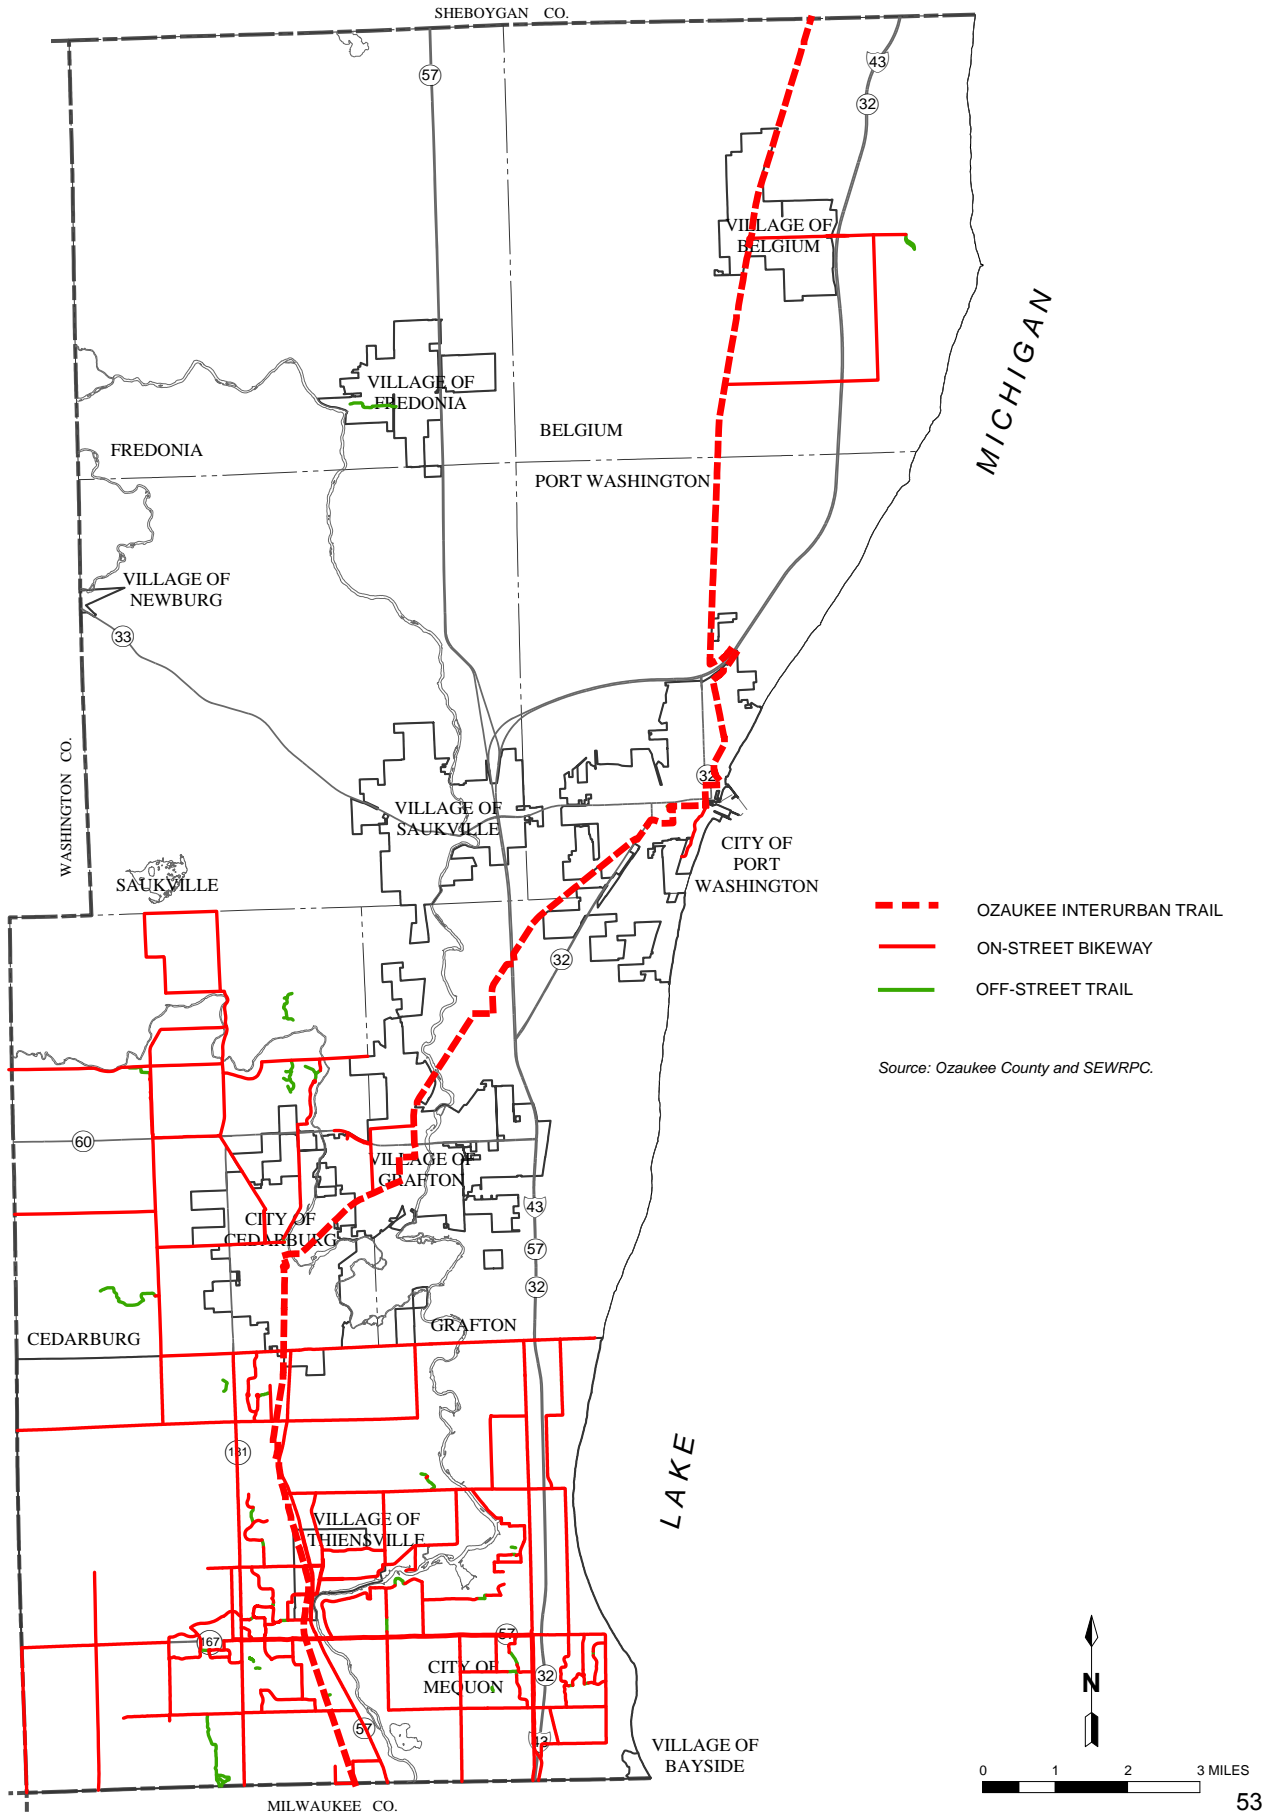 SHEBOYGAN CO.
57
43
32
VILLAGE OF
BELGIUM
MICHIGAN
VILLAGE OF
FREDONIA
BELGIUM
FREDONIA
PORT WASHINGTON
VILLAGE OF
NEWBURG
33
WASHINGTON CO.
32
VILLAGE OF
SAUKVILLE
CITY OF
PORT
WASHINGTON
SAUKVILLE
OZAUKEE INTERURBAN TRAIL
ON-STREET BIKEWAY
OFF-STREET TRAIL
32
Source: Ozaukee County and SEWRPC.
60
VILLAGE OF
GRAFTON
43
CITY OF
CEDARBURG
57
32
CEDARBURG
GRAFTON
181
LAKE
VILLAGE OF
THIENSVILLE
167
57
CITY OF
MEQUON
32
N
57
43
VILLAGE OF
BAYSIDE
0 1 2 3 MILES
MILWAUKEE CO.
53